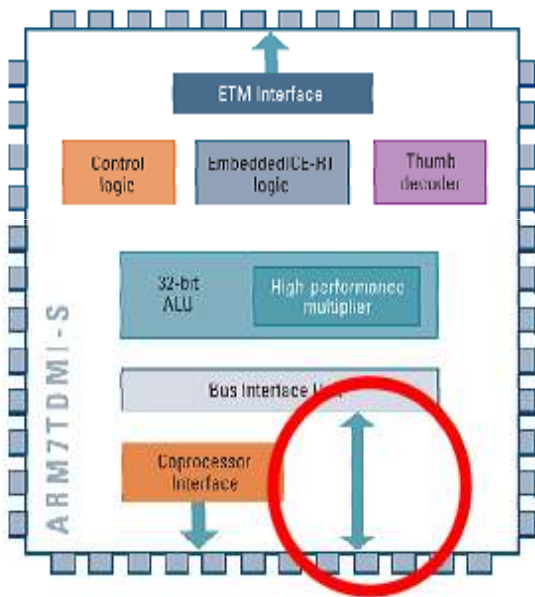 ETM Interface
Control
logic
EmbeddedICE-RT
logic
Thumb
decoder
32-bit
ALU
High performance
multiplier
Bus Interface
Coprocessor
Interface
ARM7TDMI-S